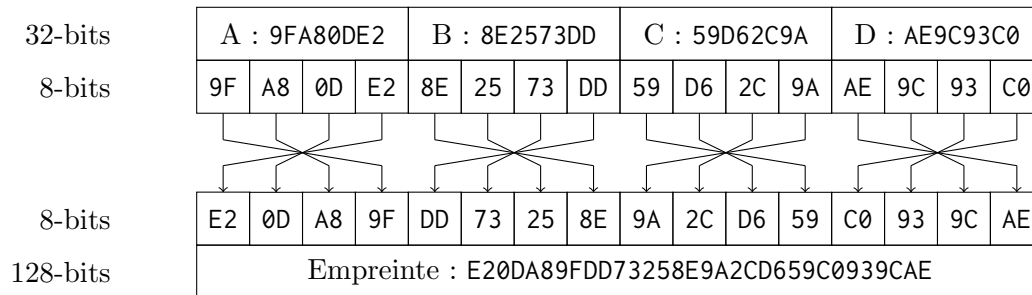 32-bits A : 9FA80DE2 B : 8E2573DD C : 59D62C9A D : AE9C93C0
8-bits 9F A8 0D E2 8E 25 73 DD 59 D6 2C 9A AE 9C 93 C0
8-bits E2 0D A8 9F DD 73 25 8E 9A 2C D6 59 C0 93 9C AE
128-bits Empreinte : E20DA89FDD73258E9A2CD659C0939CAE